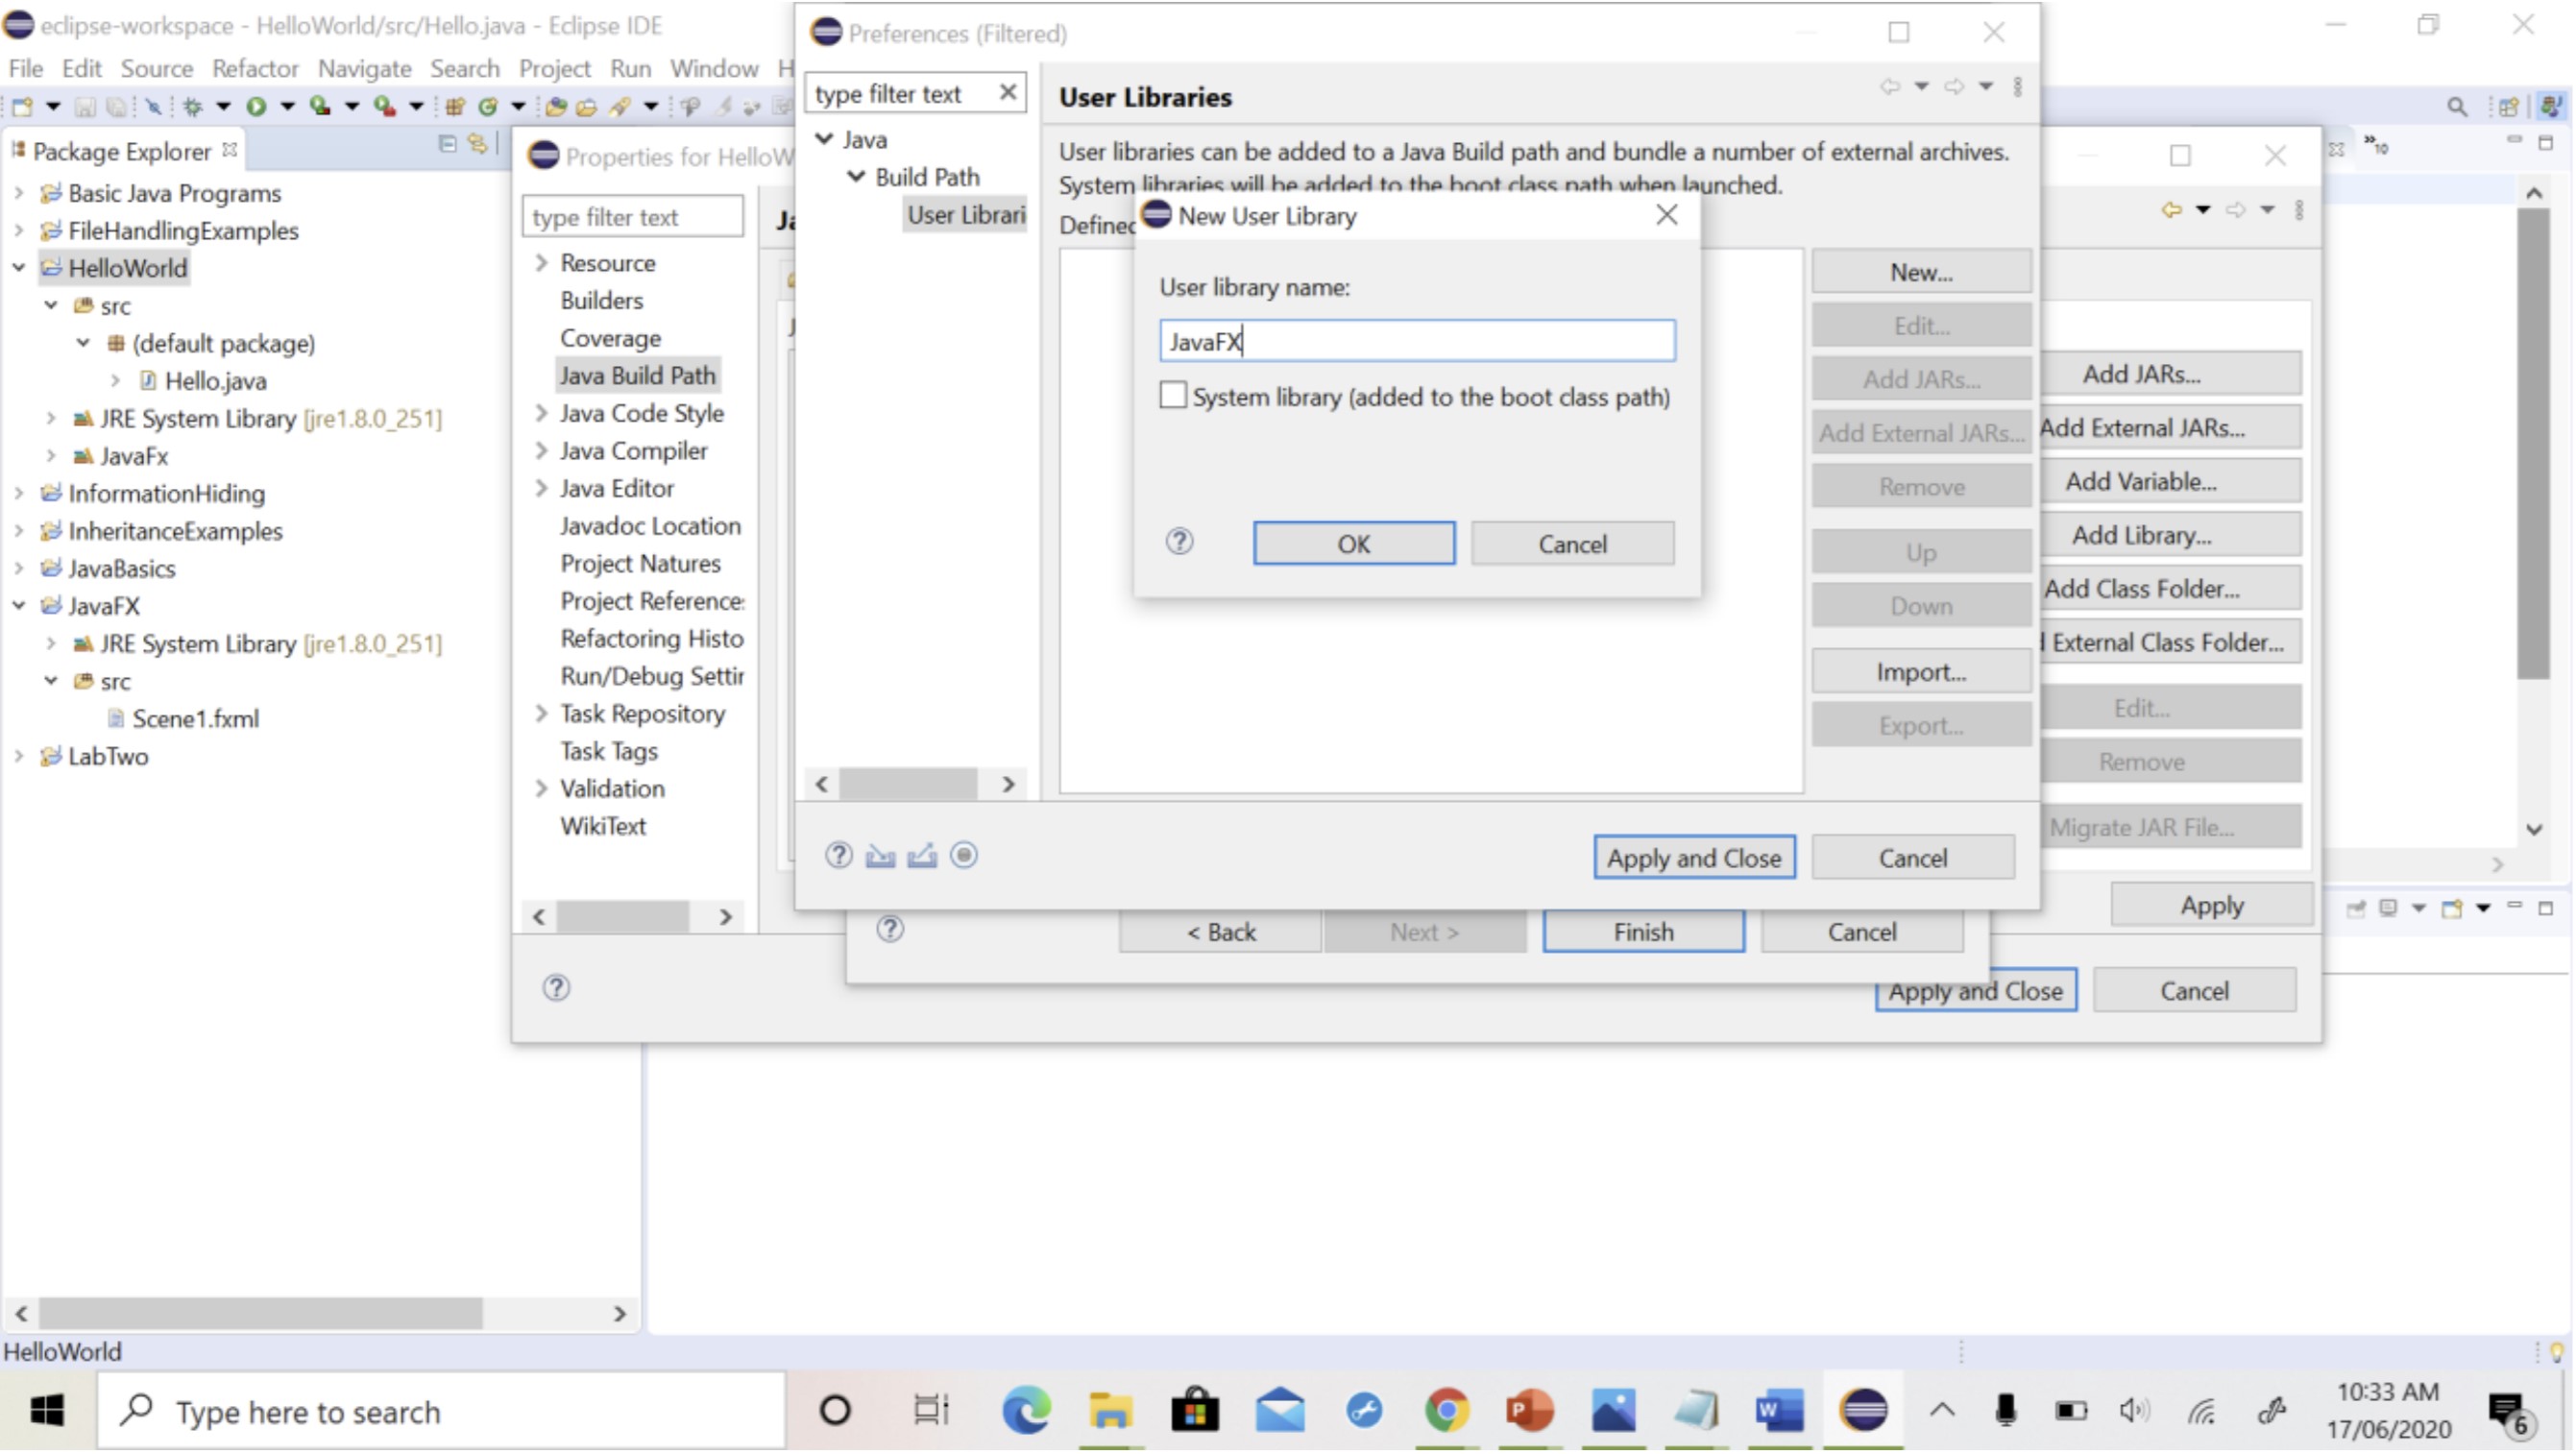 eclipse-workspace - HelloWorld/src/Hello.java - Eclipse IDE
File Edit Source Refactor Navigate Search Project Run Window H
Package Explorer
Basic Java Programs
FileHandlingExamples
HelloWorld
src
(default package)
Hello.java
JRE System Library [jre1.8.0_251]
JavaFx
InformationHiding
InheritanceExamples
JavaBasics
JavaFX
JRE System Library [jre1.8.0_251]
src
Scene1.fxml
LabTwo
HelloWorld
Properties for HelloW
type filter text
Ja
Resource
Builders
Coverage
Java Build Path
Java Code Style
Java Compiler
Java Editor
Javadoc Location
Project Natures
Project Reference
Refactoring Histo
Run/Debug Settir
Task Repository
Task Tags
Validation
WikiText
Preferences (Filtered)
type filter text
Java
Build Path
User Librari
User Libraries
User libraries can be added to a Java Build path and bundle a number of external archives.
System libraries will be added to the boot class path when launched.
Defined
New...
Edit...
Add JARs...
Add External JARs...
Remove
Up
Down
Import...
Export...
Apply and Close
Cancel
New User Library
User library name:
JavaFX
System library (added to the boot class path)
OK
Cancel
Add JARs...
Add External JARs...
Add Variable...
Add Library...
Add Class Folder...
External Class Folder...
Edit...
Remove
Migrate JAR File...
Apply
< Back
Next >
Finish
Cancel
Apply and Close
Cancel
10
Type here to search
10:33 AM
17/06/2020
6